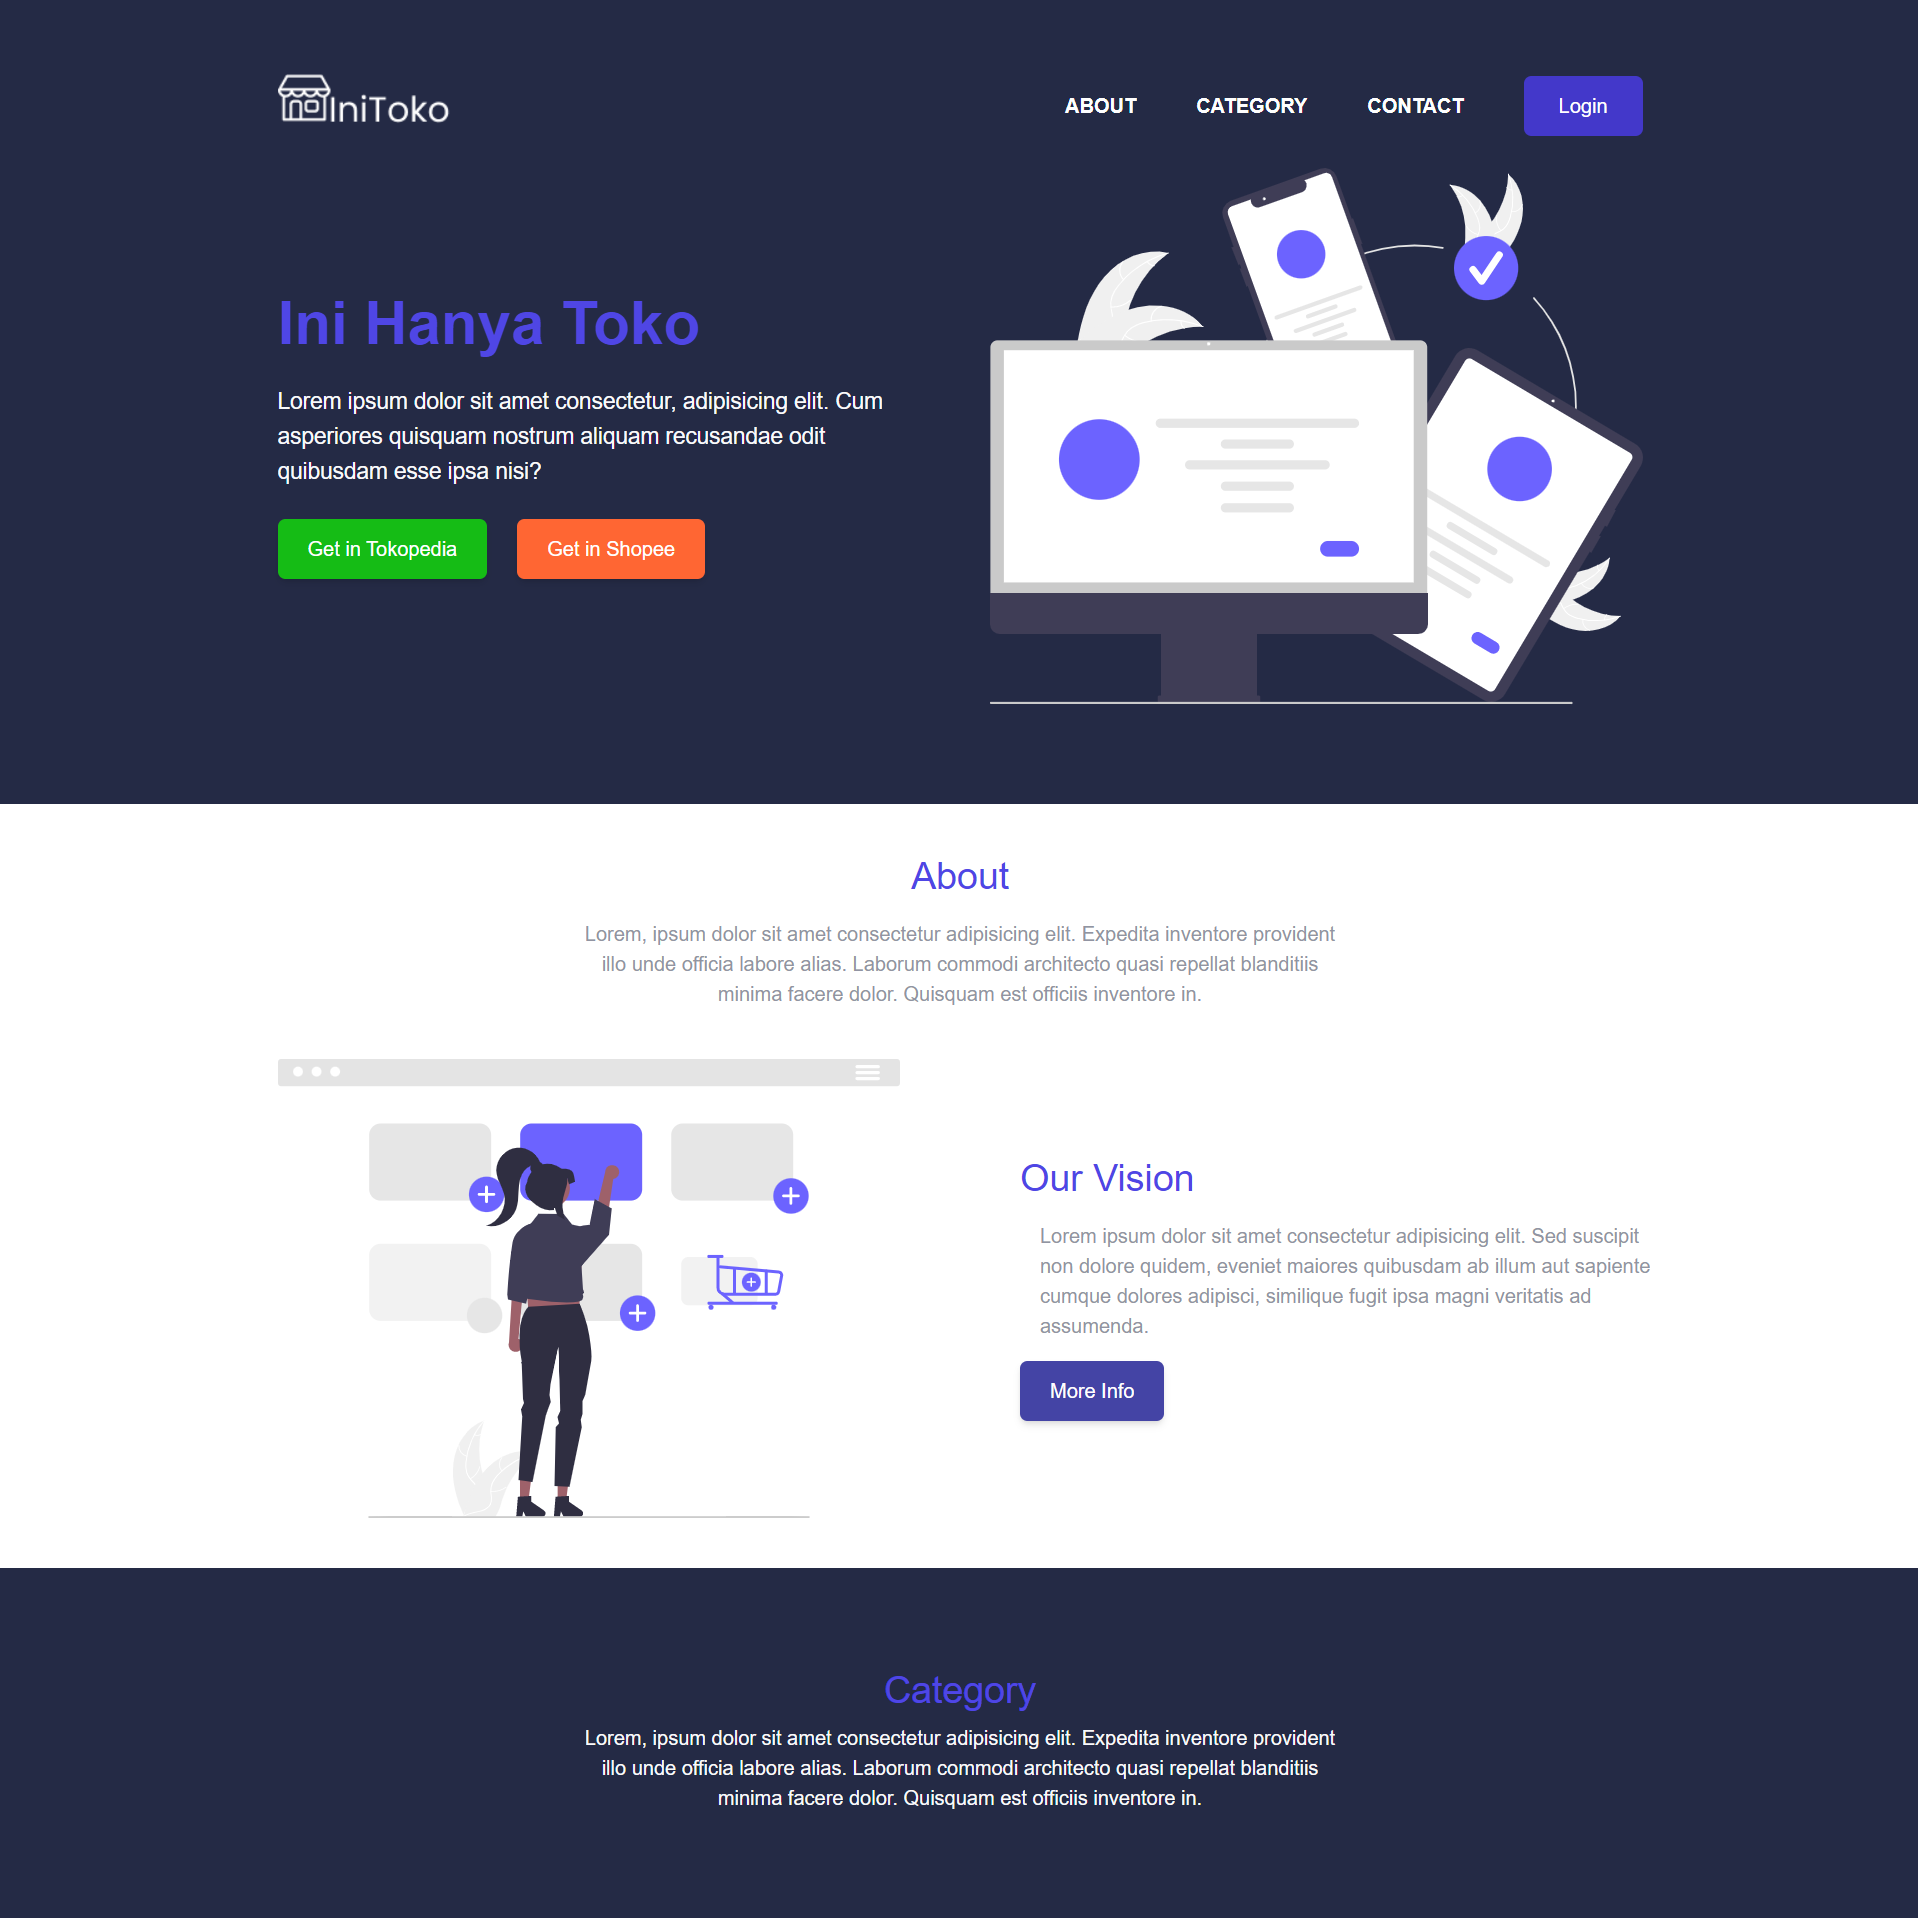 IniToko
ABOUT
CATEGORY
CONTACT
Login
Ini Hanya Toko
Lorem ipsum dolor sit amet consectetur, adipisicing elit. Cum
asperiores quisquam nostrum aliquam recusandae odit
quibusdam esse ipsa nisi?
Get in Tokopedia
Get in Shopee
About
Lorem, ipsum dolor sit amet consectetur adipisicing elit. Expedita inventore provident
illo unde officia labore alias. Laborum commodi architecto quasi repellat blanditiis
minima facere dolor. Quisquam est officiis inventore in.
Our Vision
Lorem ipsum dolor sit amet consectetur adipisicing elit. Sed suscipit
non dolore quidem, eveniet maiores quibusdam ab illum aut sapiente
cumque dolores adipisci, similique fugit ipsa magni veritatis ad
assumenda.
More Info
Category
Lorem, ipsum dolor sit amet consectetur adipisicing elit. Expedita inventore provident
illo unde officia labore alias. Laborum commodi architecto quasi repellat blanditiis
minima facere dolor. Quisquam est officiis inventore in.